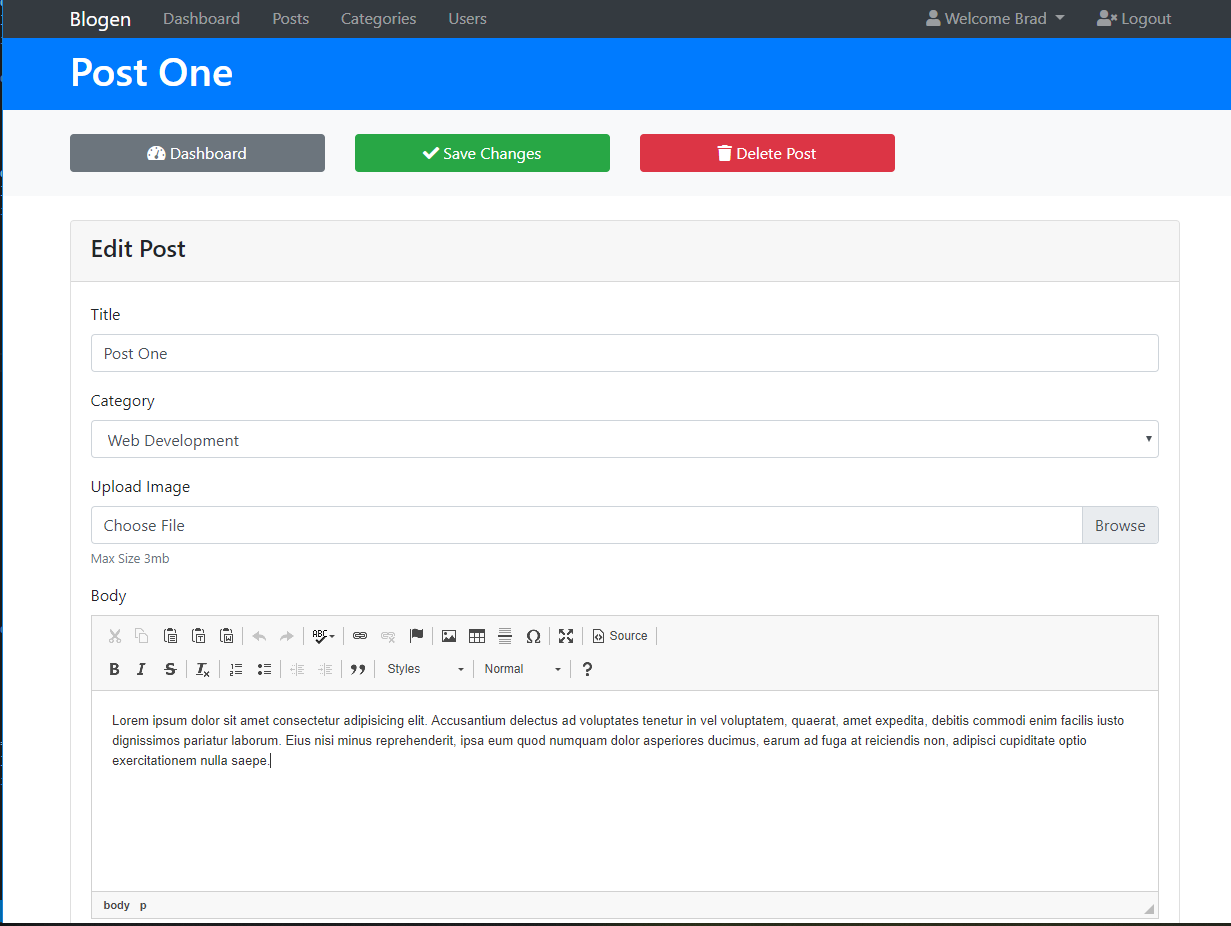 Blogen Dashboard Posts Categories Users Welcome Brad Logout
Post One
Dashboard Save Changes Delete Post
Edit Post
Title
Post One
Category
Web Development
Upload Image
Choose File Browse
Max Size 3mb
Body
ABC Source
B I S Ix Styles Normal ?
Lorem ipsum dolor sit amet consectetur adipisicing elit. Accusantium delectus ad voluptates tenetur in vel voluptatem, quaerat, amet expedita, debitis commodi enim facilis iusto
dignissimos pariatur laborum. Eius nisi minus reprehenderit, ipsa eum quod numquam dolor asperiores ducimus, earum ad fuga at reiciendis non, adipisci cupiditate optio
exercitationem nulla saepe.
body p